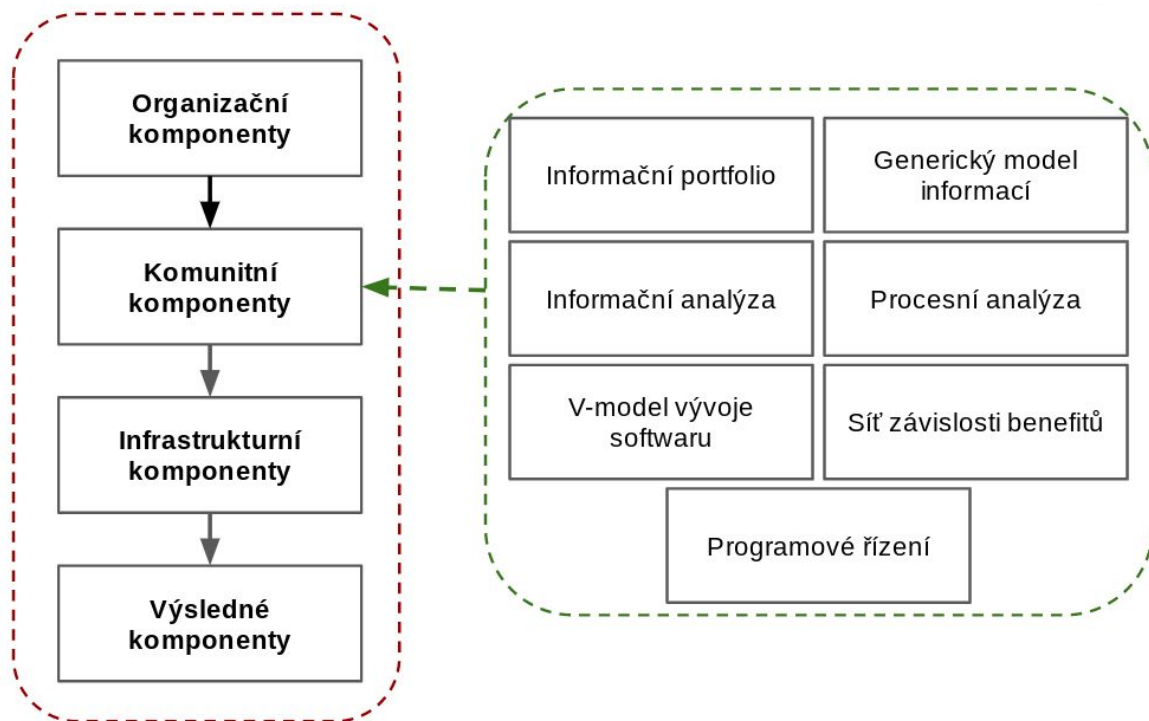 Organizační
komponenty
Komunitní
komponenty
Infrastrukturní
komponenty
Výsledné
komponenty
Informační portfolio
Generický model
informací
Informační analýza
Procesní analýza
V-model vývoje
softwaru
Síť závislosti benefitů
Programové řízení